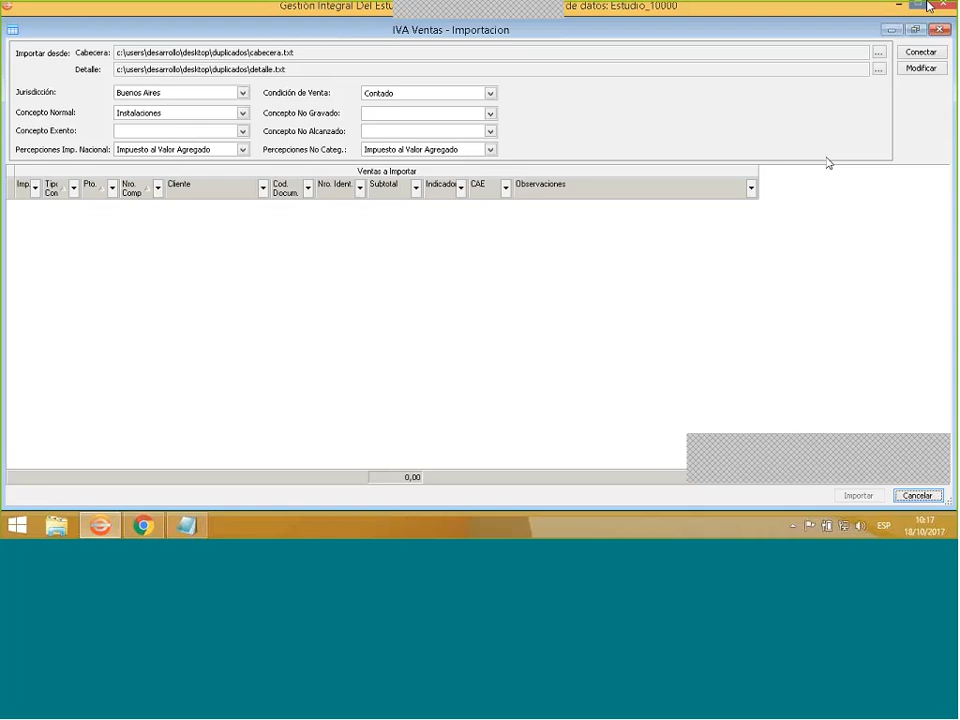 Gestión Integral Del Estu de datos: Estudio_10000
IVA Ventas - Importacion
Importar desde: Cabecera: c:\users\desarrollo\desktop\duplicados\cabecera.txt ... Conectar
Detalle: c:\users\desarrollo\desktop\duplicados\detalle.txt ... Modificar
Jurisdicción: Buenos Aires Condición de Venta: Contado
Concepto Normal: Instalaciones Concepto No Gravado:
Concepto Exento: Concepto No Alcanzado:
Percepciones Imp. Nacional: Impuesto al Valor Agregado Percepciones No Categ.: Impuesto al Valor Agregado
Ventas a Importar
Imp. Tipo Pto. Nro. Cliente Cod. Nro. Ident. Subtotal Indicador CAE Observaciones
Con Comp Docum.
0,00
Importar Cancelar
ESP 10:17
18/10/2017